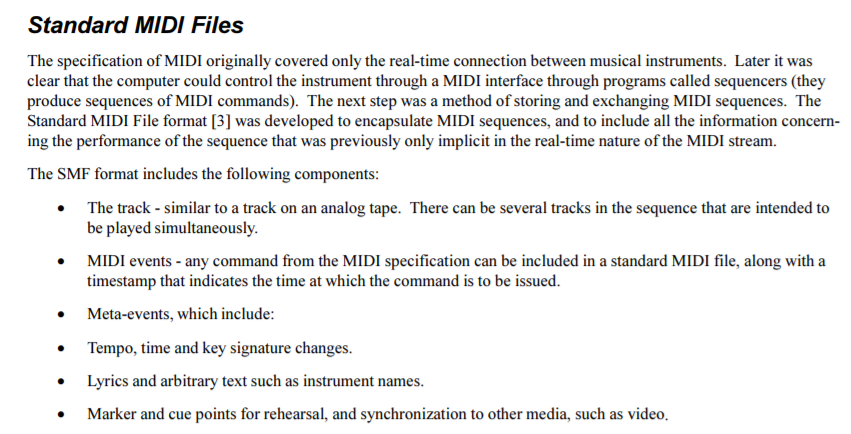 Standard MIDI Files
The specification of MIDI originally covered only the real-time connection between musical instruments.  Later it was
clear that the computer could control the instrument through a MIDI interface through programs called sequencers (they
produce sequences of MIDI commands).  The next step was a method of storing and exchanging MIDI sequences.  The
Standard MIDI File format [3] was developed to encapsulate MIDI sequences, and to include all the information concern-
ing the performance of the sequence that was previously only implicit in the real-time nature of the MIDI stream.
The SMF format includes the following components:
• The track - similar to a track on an analog tape.  There can be several tracks in the sequence that are intended to
be played simultaneously.
• MIDI events - any command from the MIDI specification can be included in a standard MIDI file, along with a
timestamp that indicates the time at which the command is to be issued.
• Meta-events, which include:
• Tempo, time and key signature changes.
• Lyrics and arbitrary text such as instrument names.
• Marker and cue points for rehearsal, and synchronization to other media, such as video.